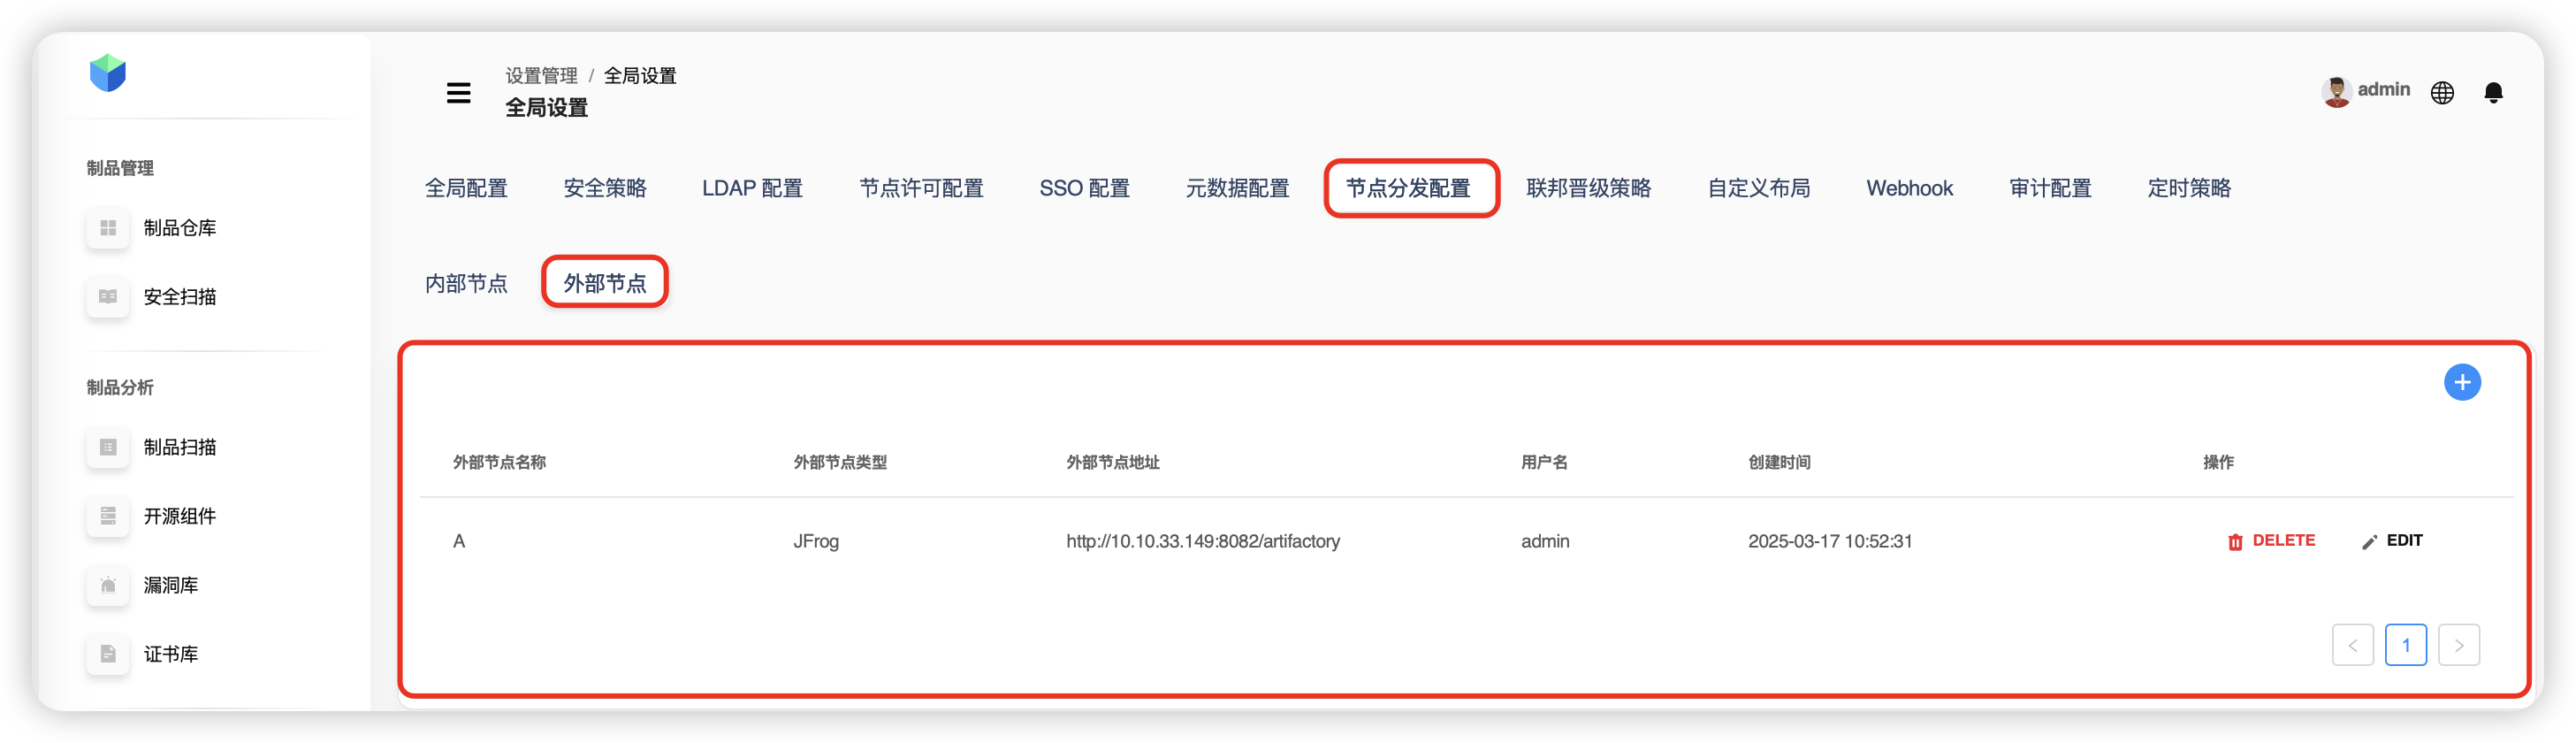 设置管理 / 全局设置
全局设置
admin
制品管理
制品仓库
安全扫描
制品分析
制品扫描
开源组件
漏洞库
证书库
全局配置 安全策略 LDAP 配置 节点许可配置 SSO 配置 元数据配置 节点分发配置 联邦晋级策略 自定义布局 Webhook 审计配置 定时策略
内部节点 外部节点
外部节点名称 外部节点类型 外部节点地址 用户名 创建时间 操作
A JFrog http://10.10.33.149:8082/artifactory admin 2025-03-17 10:52:31 DELETE EDIT
< 1 >